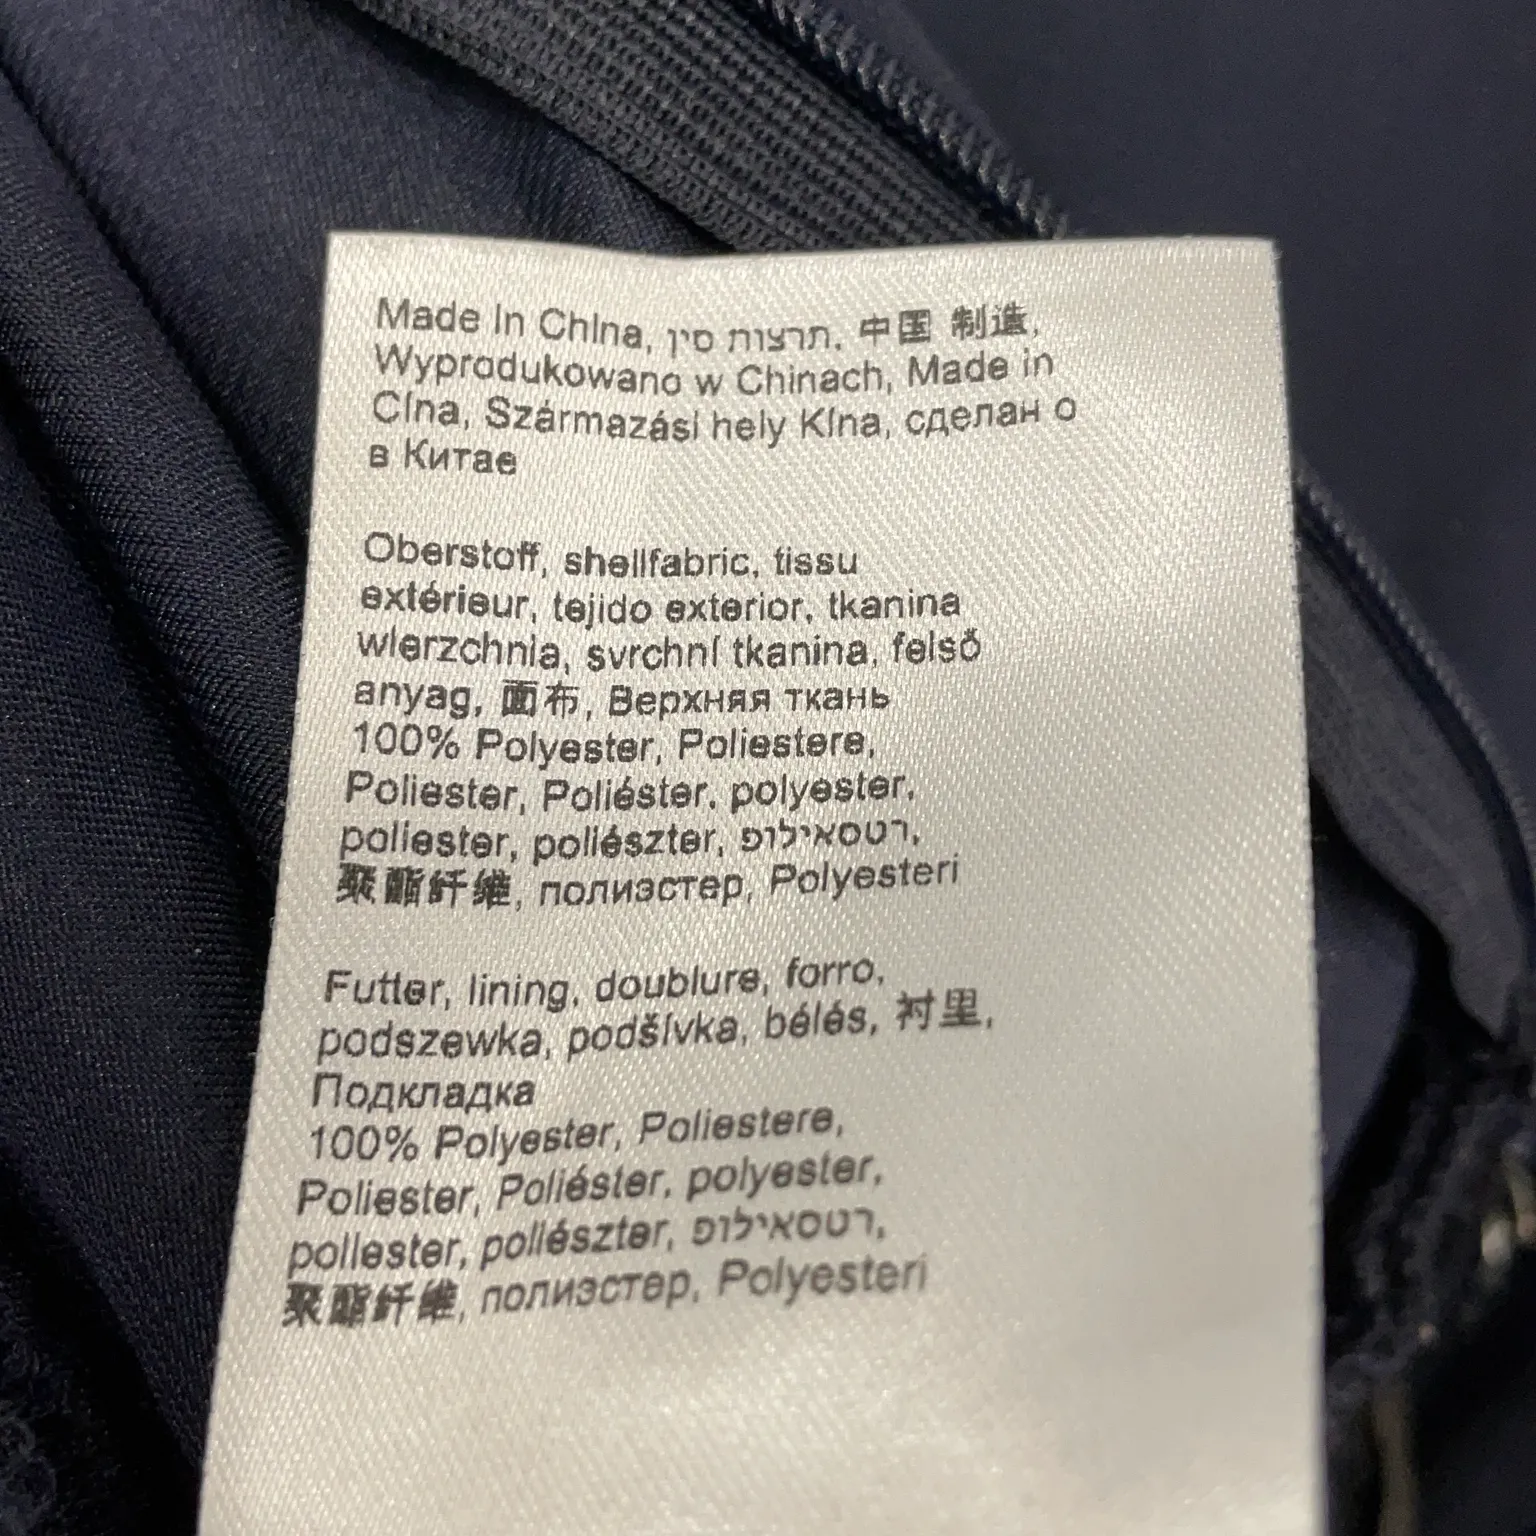 Made in China, תרצות סין, 中国 制造,
Wyprodukowano w Chinach, Made in
Cína, Származási hely Kína, сделан о
в Китае
Oberstoff, shellfabric, tissu
extérieur, tejido exterior, tkanina
wierzchnia, svrchní tkanina, felső
anyag, 面布, Верхняя ткань
100% Polyester, Poliestere,
Poliester, Poliéster, polyester,
poliester, poliészter, רטסאילופ,
聚酯纤维, полиэстер, Polyesteri
Futter, lining, doublure, forro,
podszewka, podšívka, bélés, 衬里,
Подкладка
100% Polyester, Poliestere,
Poliester, Poliéster, polyester,
poliester, poliészter, רטסאילופ,
聚酯纤维, полиэстер, Polyesteri